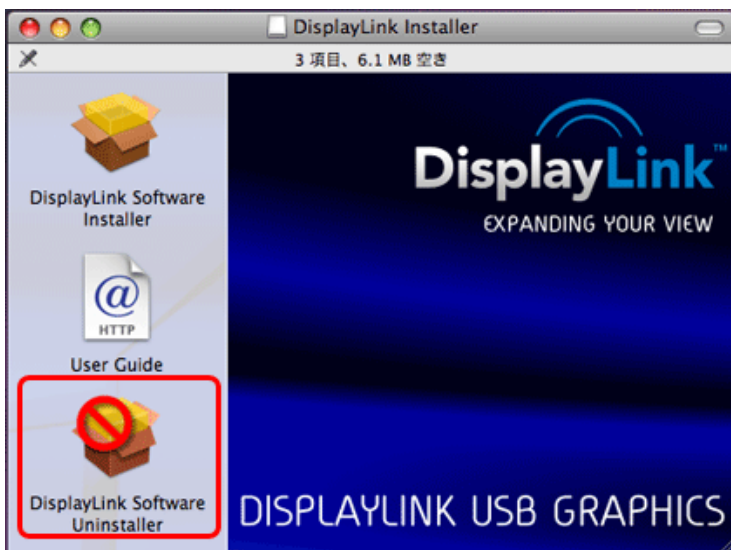 DisplayLink Installer
3 項目、6.1 MB 空き
DisplayLink Software
Installer
@
HTTP
User Guide
DisplayLink Software
Uninstaller
DisplayLink™
EXPANDING YOUR VIEW
DISPLAYLINK USB GRAPHICS